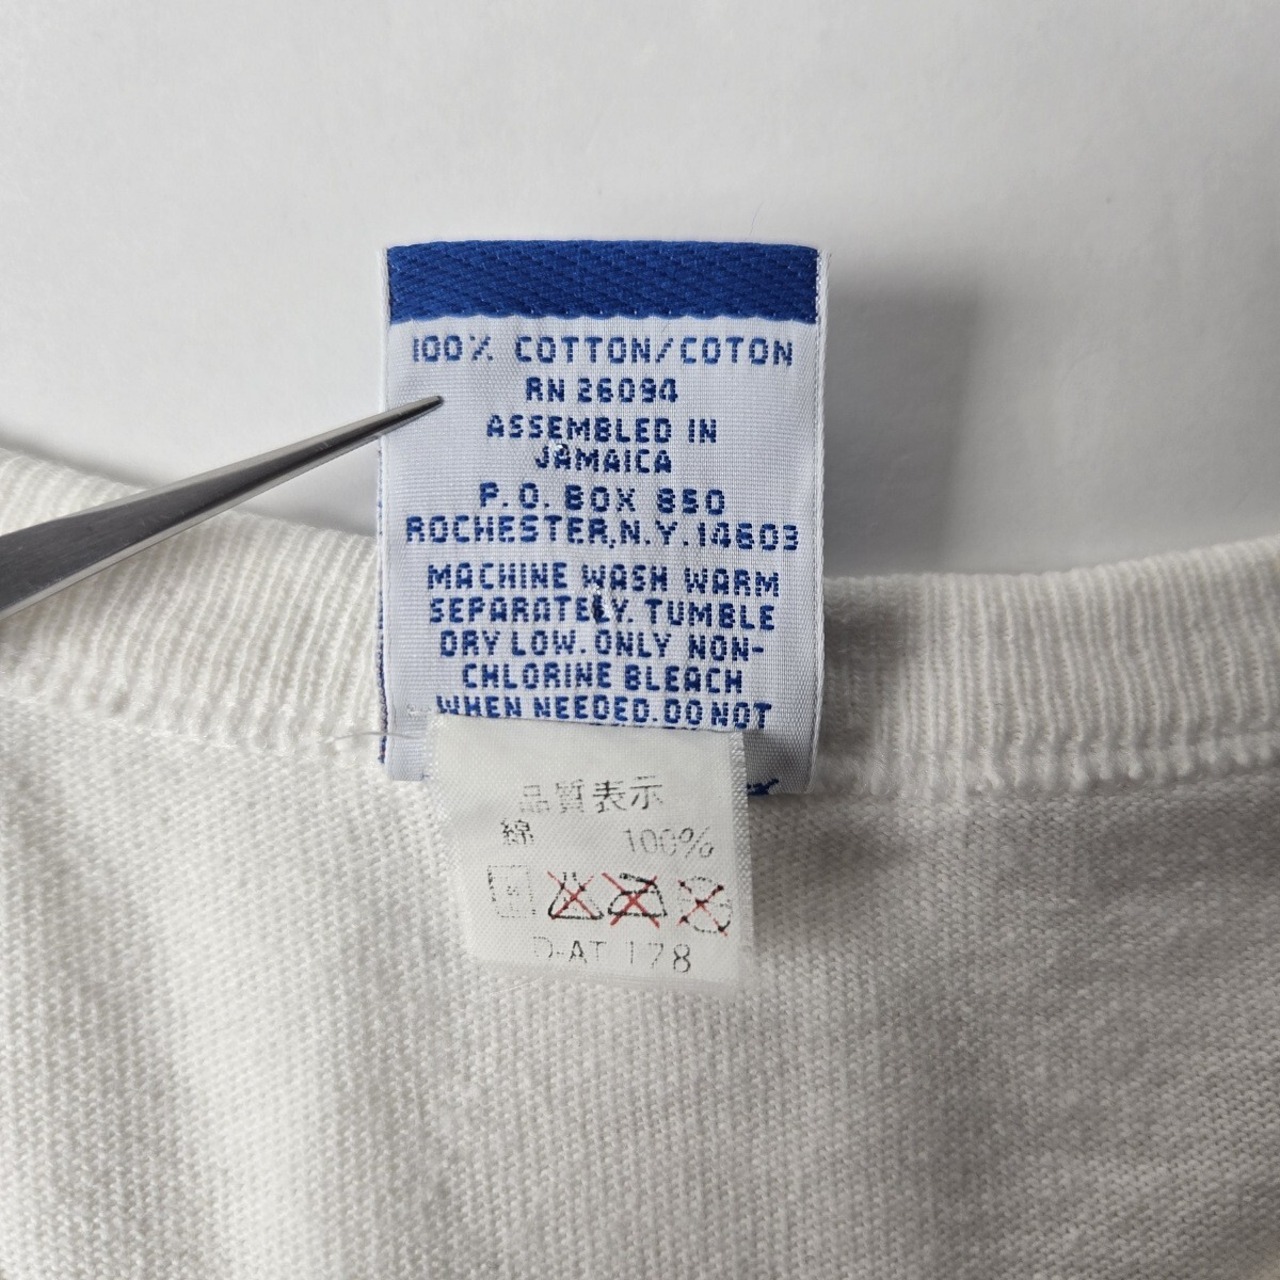 100% COTTON/COTON
RN 26094
ASSEMBLED IN
JAMAICA
P.O. BOX 850
ROCHESTER, N.Y. 14603
MACHINE WASH WARM
SEPARATELY. TUMBLE
DRY LOW. ONLY NON-
CHLORINE BLEACH
WHEN NEEDED. DO NOT
品質表示
綿 100%
D-AT 178